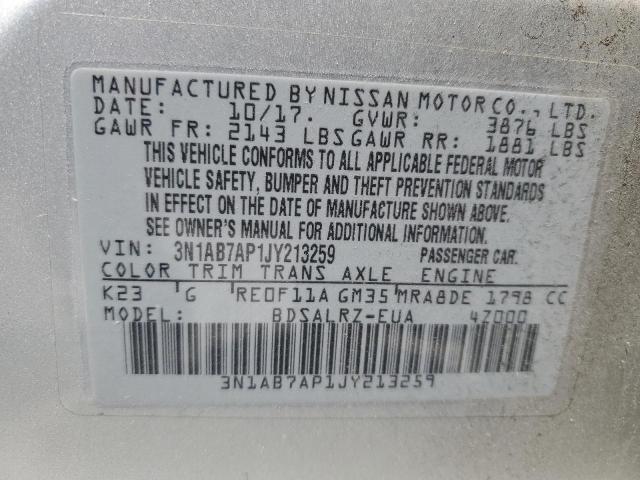 MANUFACTURED BY NISSAN MOTOR CO., LTD.
DATE: 10/17. GVWR: 3876 LBS
GAWR FR: 2143 LBS GAWR RR: 1881 LBS
THIS VEHICLE CONFORMS TO ALL APPLICABLE FEDERAL MOTOR
VEHICLE SAFETY, BUMPER AND THEFT PREVENTION STANDARDS
IN EFFECT ON THE DATE OF MANUFACTURE SHOWN ABOVE.
SEE OWNER'S MANUAL FOR ADDITIONAL INFORMATION.
VIN: 3N1AB7AP1JY213259 PASSENGER CAR.
COLOR TRIM TRANS AXLE ENGINE
K23 G RE0F11A GM35 MRA8DE 1798 CC
MODEL: BDSALRZ-EUA 4Z000
3N1AB7AP1JY213259